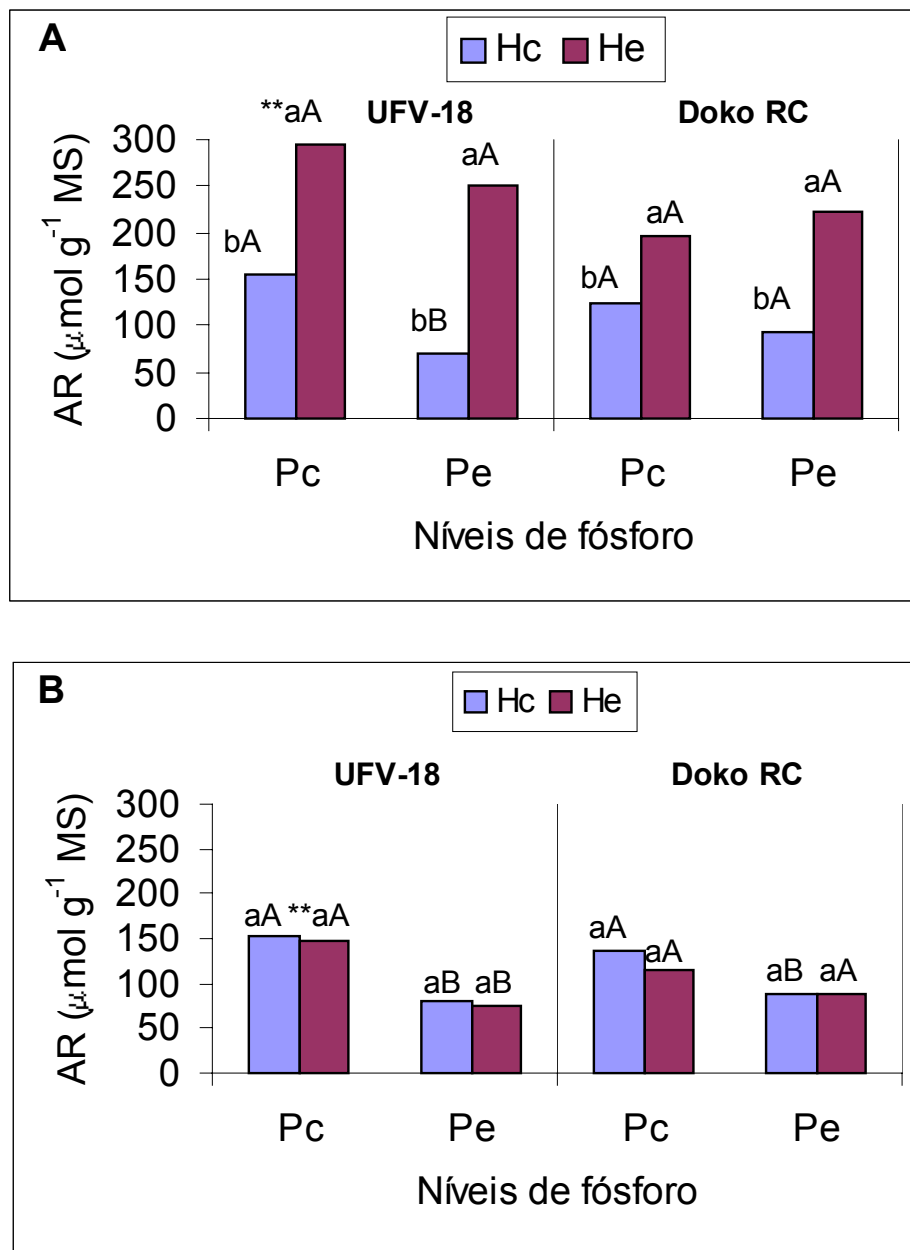 A
Hc He
UFV-18 Doko RC
**aA
aA
aA
aA
bA
bA
bA
bB
AR (μmol g⁻¹ MS)
300
250
200
150
100
50
0
Pc Pe Pc Pe
Níveis de fósforo
B
Hc He
UFV-18 Doko RC
AR (μmol g⁻¹ MS)
300
250
200
150
100
50
0
aA **aA
aB aB
aA
aA
aB aA
Pc Pe Pc Pe
Níveis de fósforo